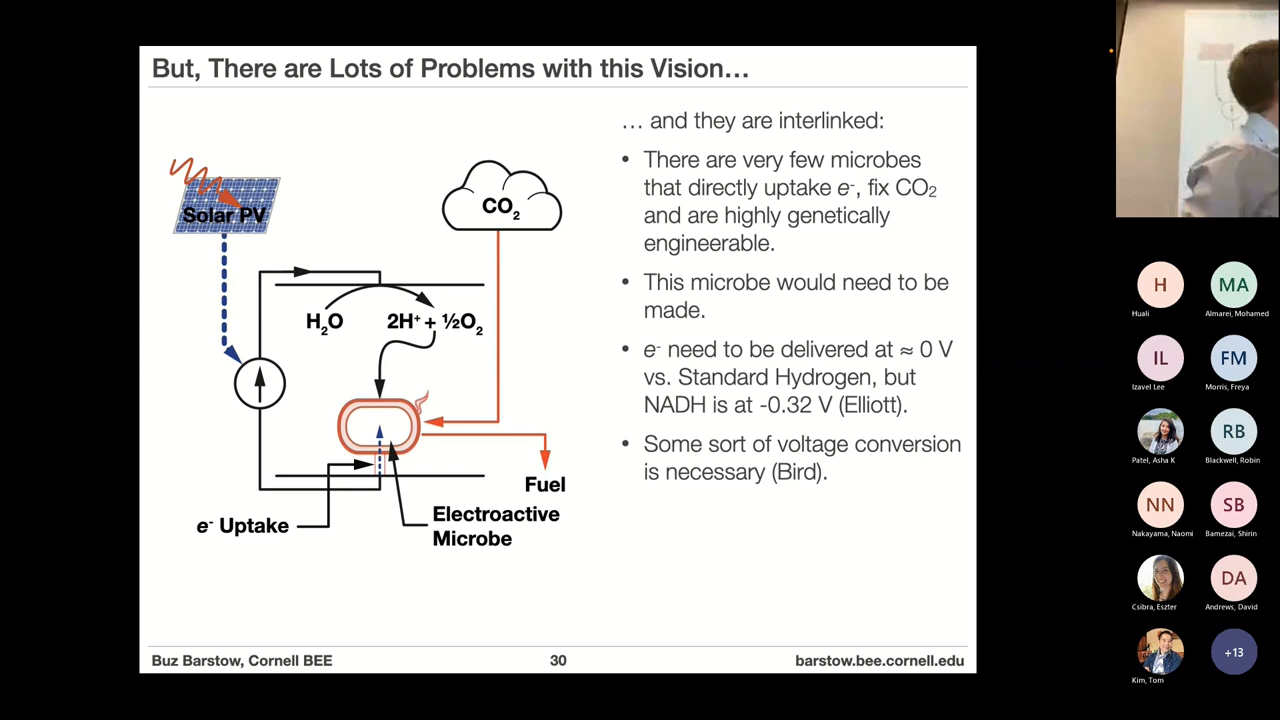 But, There are Lots of Problems with this Vision…
… and they are interlinked:
• There are very few microbes
that directly uptake e-, fix CO2
and are highly genetically
engineerable.
• This microbe would need to be
made.
• e- need to be delivered at ≈ 0 V
vs. Standard Hydrogen, but
NADH is at -0.32 V (Elliott).
• Some sort of voltage conversion
is necessary (Bird).
Solar PV
CO2
H2O
2H+ + ½O2
Fuel
e- Uptake
Electroactive
Microbe
Buz Barstow, Cornell BEE
30
barstow.bee.cornell.edu
H
MA
Huali
Almarei, Mohamed
IL
FM
Izavel Lee
Morris, Freya
RB
Patel, Asha K
Blackwell, Robin
NN
SB
Nakayama, Naomi
Bamezai, Shirin
DA
Csibra, Eszter
Andrews, David
+13
Kim, Tom